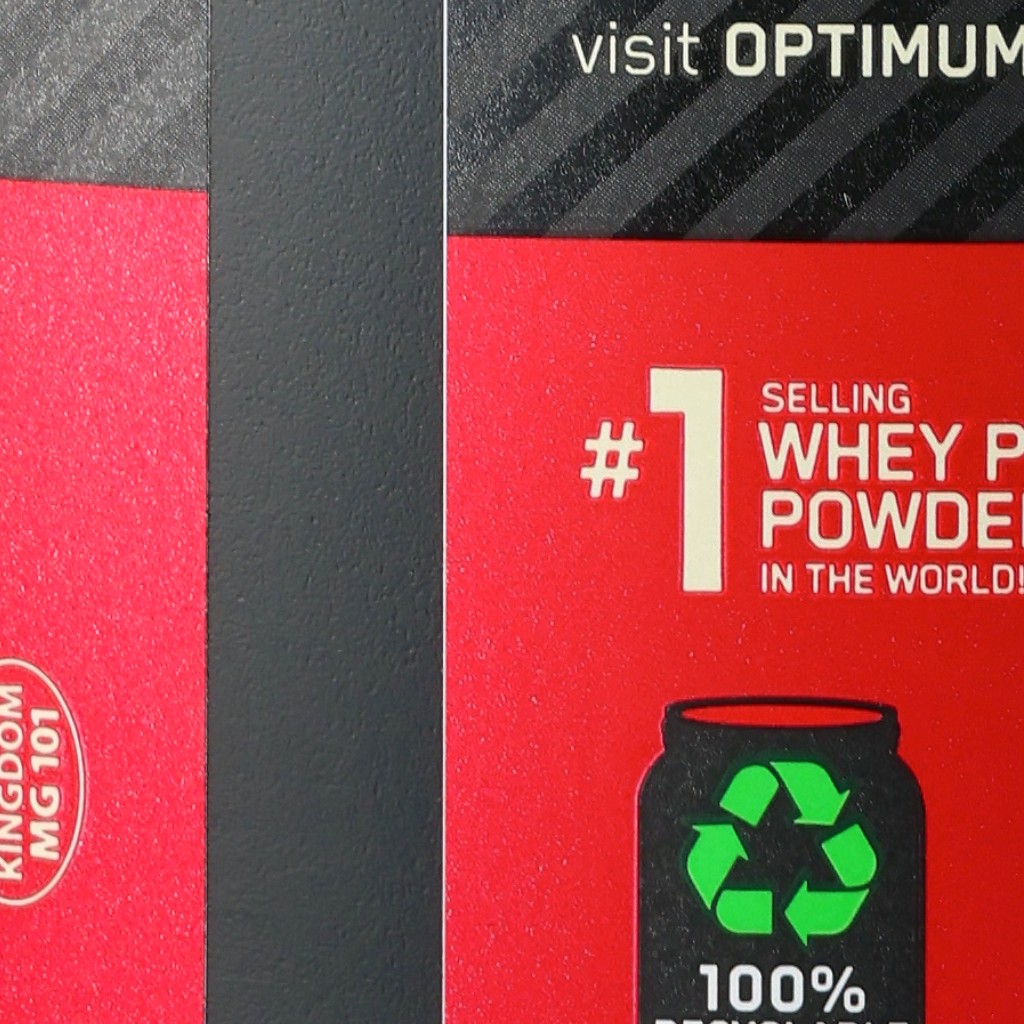 visit OPTIMUM
#1 SELLING
WHEY P
POWDE
IN THE WORLD!
KINGDOM
MG 101
100%